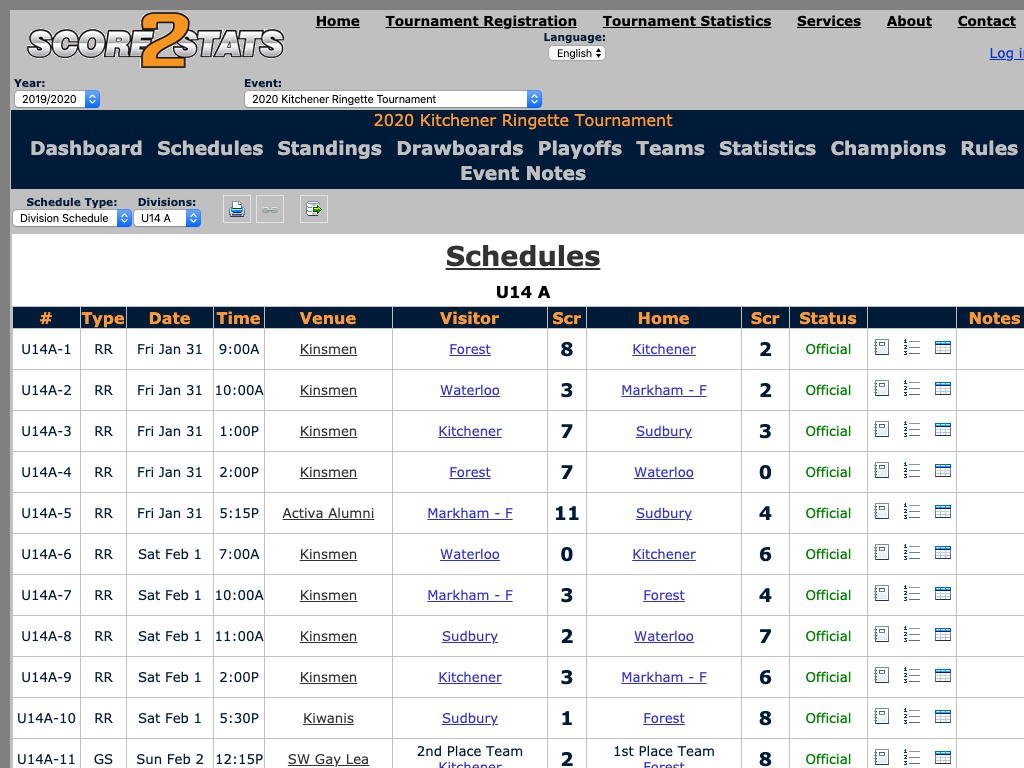 SCORE2STATS
Home Tournament Registration Tournament Statistics Services About Contact
Language:
English
Log i
Year: Event:
2019/2020 2020 Kitchener Ringette Tournament
2020 Kitchener Ringette Tournament
Dashboard Schedules Standings Drawboards Playoffs Teams Statistics Champions Rules
Event Notes
Schedule Type: Divisions:
Division Schedule U14 A
Schedules
U14 A
# Type Date Time Venue Visitor Scr Home Scr Status Notes
U14A-1 RR Fri Jan 31 9:00A Kinsmen Forest 8 Kitchener 2 Official
U14A-2 RR Fri Jan 31 10:00A Kinsmen Waterloo 3 Markham - F 2 Official
U14A-3 RR Fri Jan 31 1:00P Kinsmen Kitchener 7 Sudbury 3 Official
U14A-4 RR Fri Jan 31 2:00P Kinsmen Forest 7 Waterloo 0 Official
U14A-5 RR Fri Jan 31 5:15P Activa Alumni Markham - F 11 Sudbury 4 Official
U14A-6 RR Sat Feb 1 7:00A Kinsmen Waterloo 0 Kitchener 6 Official
U14A-7 RR Sat Feb 1 10:00A Kinsmen Markham - F 3 Forest 4 Official
U14A-8 RR Sat Feb 1 11:00A Kinsmen Sudbury 2 Waterloo 7 Official
U14A-9 RR Sat Feb 1 2:00P Kinsmen Kitchener 3 Markham - F 6 Official
U14A-10 RR Sat Feb 1 5:30P Kiwanis Sudbury 1 Forest 8 Official
2nd Place Team 1st Place Team
U14A-11 GS Sun Feb 2 12:15P SW Gay Lea 2 8 Official
Kitchener Forest